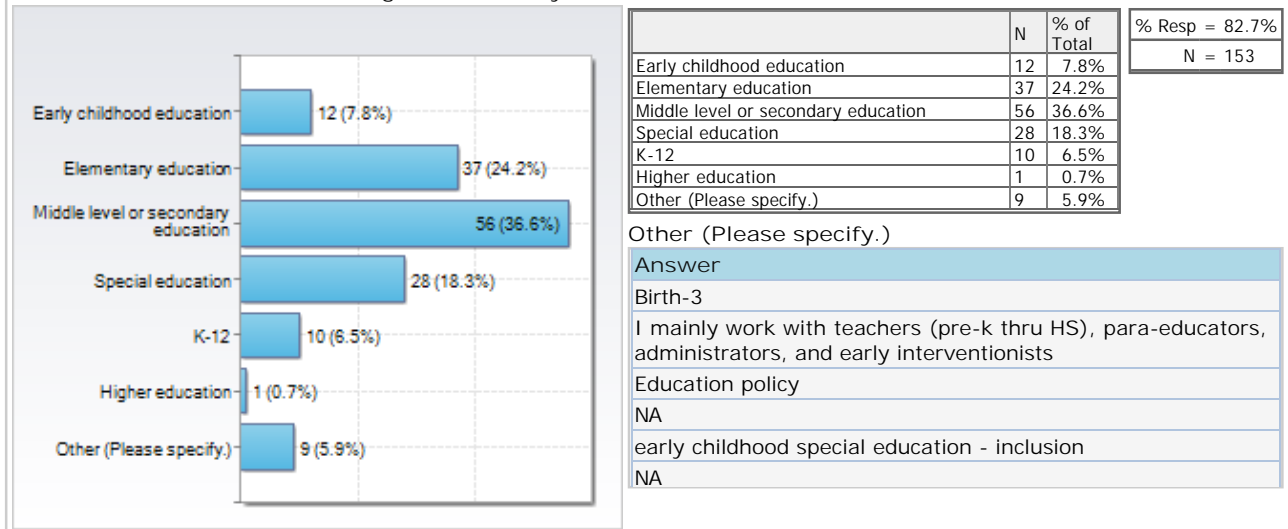 Early childhood education 12 (7.8%)
Elementary education 37 (24.2%)
Middle level or secondary
education 56 (36.6%)
Special education 28 (18.3%)
K-12 10 (6.5%)
Higher education 1 (0.7%)
Other (Please specify.) 9 (5.9%)
N % of
Total
Early childhood education 12 7.8%
Elementary education 37 24.2%
Middle level or secondary education 56 36.6%
Special education 28 18.3%
K-12 10 6.5%
Higher education 1 0.7%
Other (Please specify.) 9 5.9%
% Resp = 82.7%
N = 153
Other (Please specify.)
Answer
Birth-3
I mainly work with teachers (pre-k thru HS), para-educators,
administrators, and early interventionists
Education policy
NA
early childhood special education - inclusion
NA